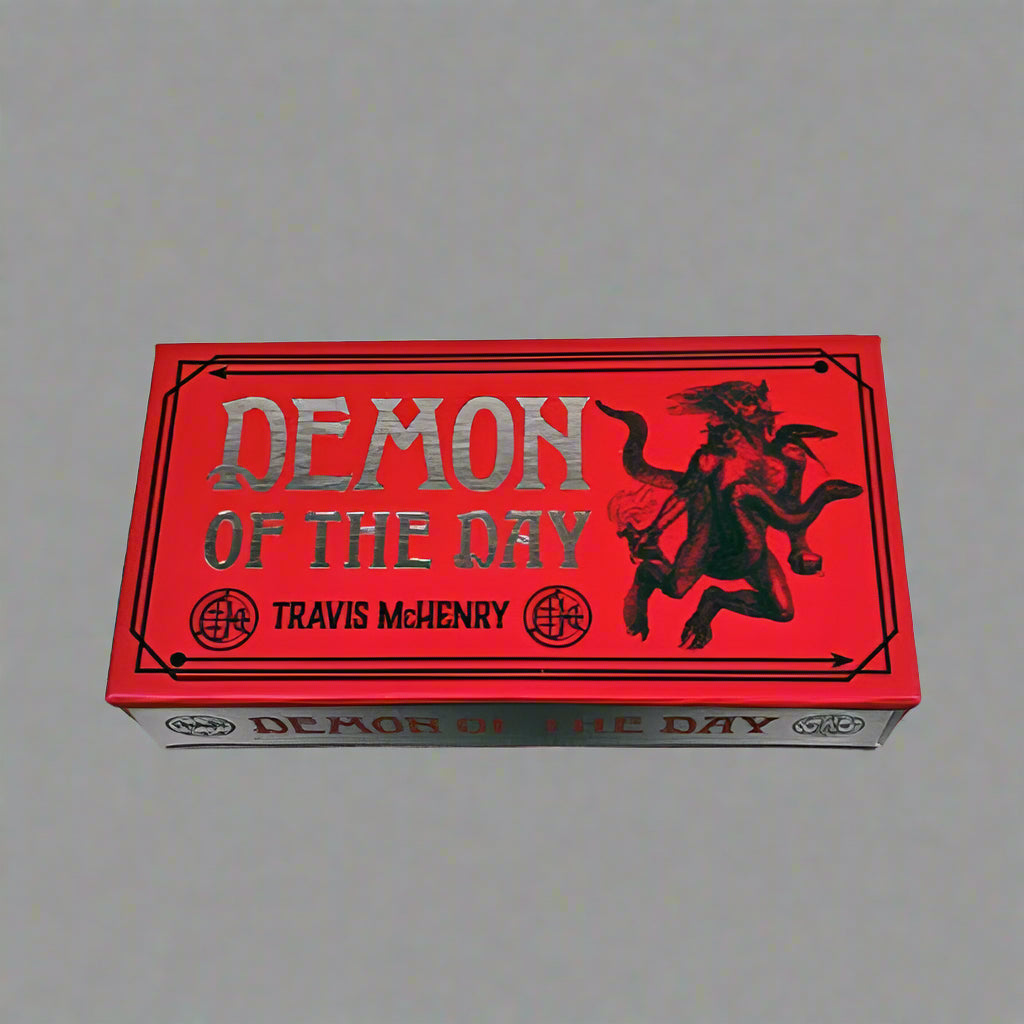 DEMON
OF THE DAY
TRAVIS McHENRY
DEMON OF THE DAY